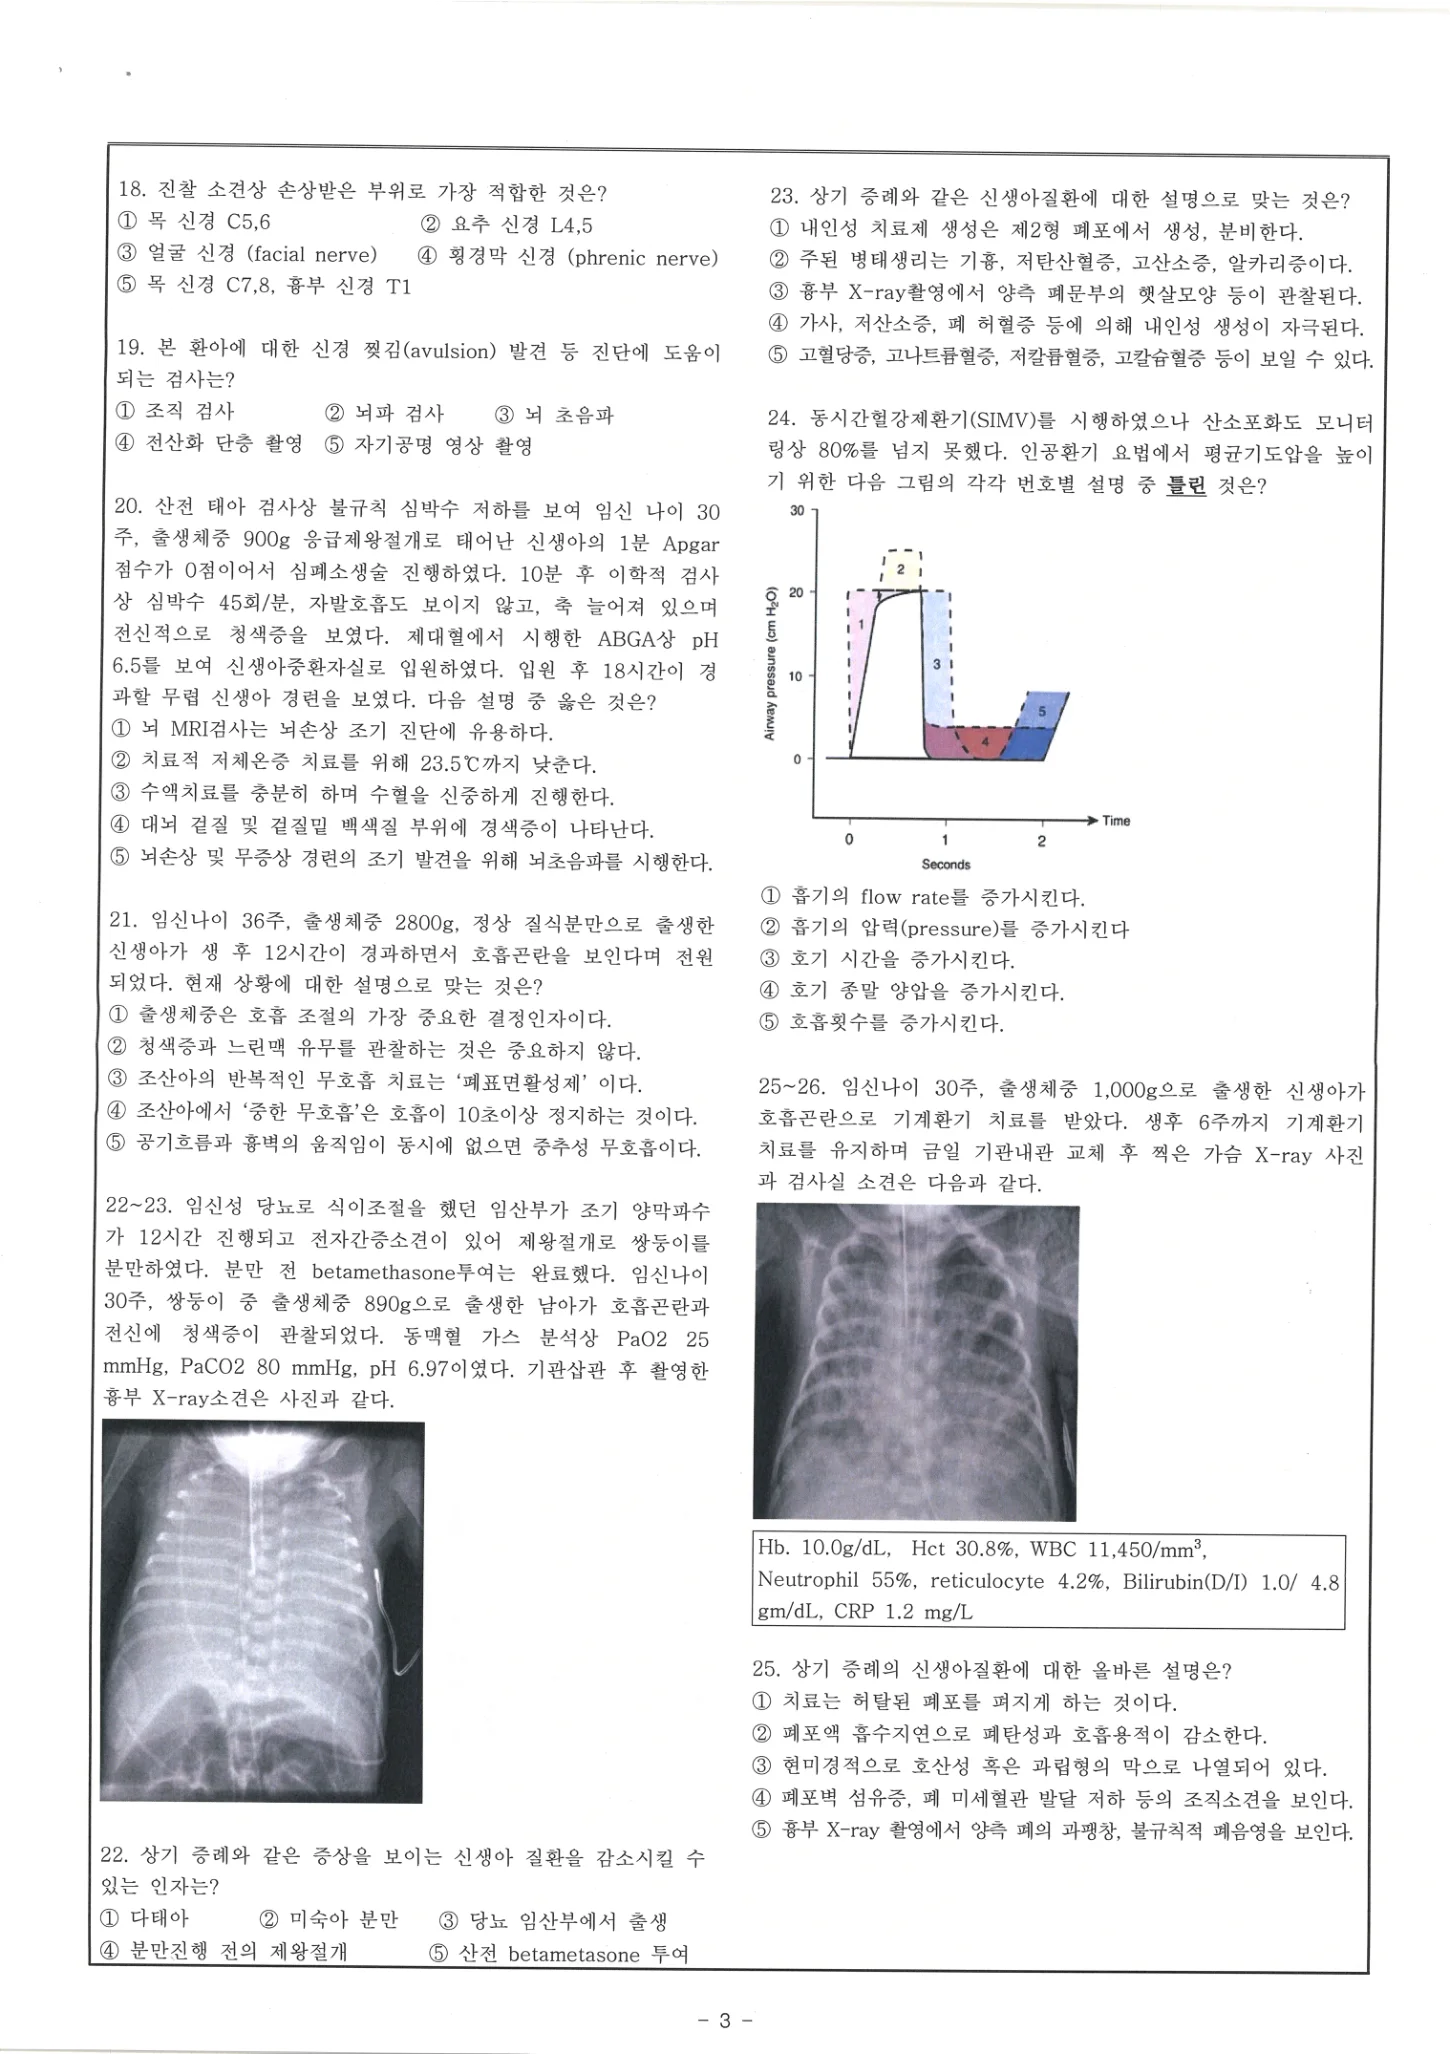 18. 진찰 소견상 손상받은 부위로 가장 적합한 것은?
① 목 신경 C5,6 ② 요추 신경 L4,5
③ 얼굴 신경 (facial nerve) ④ 횡경막 신경 (phrenic nerve)
⑤ 목 신경 C7,8, 흉부 신경 T1
19. 본 환아에 대한 신경 찢김(avulsion) 발견 등 진단에 도움이
되는 검사는?
① 조직 검사 ② 뇌파 검사 ③ 뇌 초음파
④ 전산화 단층 촬영 ⑤ 자기공명 영상 촬영
20. 산전 태아 검사상 불규칙 심박수 저하를 보여 임신 나이 30
주, 출생체중 900g 응급제왕절개로 태어난 신생아의 1분 Apgar
점수가 0점이어서 심폐소생술 진행하였다. 10분 후 이학적 검사
상 심박수 45회/분, 자발호흡도 보이지 않고, 축 늘어져 있으며
전신적으로 청색증을 보였다. 제대혈에서 시행한 ABGA상 pH
6.5를 보여 신생아중환자실로 입원하였다. 입원 후 18시간이 경
과할 무렵 신생아 경련을 보였다. 다음 설명 중 옳은 것은?
① 뇌 MRI검사는 뇌손상 조기 진단에 유용하다.
② 치료적 저체온증 치료를 위해 23.5℃까지 낮춘다.
③ 수액치료를 충분히 하며 수혈을 신중하게 진행한다.
④ 대뇌 겉질 및 겉질밑 백색질 부위에 경색증이 나타난다.
⑤ 뇌손상 및 무증상 경련의 조기 발견을 위해 뇌초음파를 시행한다.
21. 임신나이 36주, 출생체중 2800g, 정상 질식분만으로 출생한
신생아가 생 후 12시간이 경과하면서 호흡곤란을 보인다며 전원
되었다. 현재 상황에 대한 설명으로 맞는 것은?
① 출생체중은 호흡 조절의 가장 중요한 결정인자이다.
② 청색증과 느린맥 유무를 관찰하는 것은 중요하지 않다.
③ 조산아의 반복적인 무호흡 치료는 ‘폐표면활성제’ 이다.
④ 조산아에서 ‘중한 무호흡’은 호흡이 10초이상 정지하는 것이다.
⑤ 공기흐름과 흉벽의 움직임이 동시에 없으면 중추성 무호흡이다.
22~23. 임신성 당뇨로 식이조절을 했던 임산부가 조기 양막파수
가 12시간 진행되고 전자간증소견이 있어 제왕절개로 쌍둥이를
분만하였다. 분만 전 betamethasone투여는 완료했다. 임신나이
30주, 쌍둥이 중 출생체중 890g으로 출생한 남아가 호흡곤란과
전신에 청색증이 관찰되었다. 동맥혈 가스 분석상 PaO2 25
mmHg, PaCO2 80 mmHg, pH 6.97이였다. 기관삽관 후 촬영한
흉부 X-ray소견은 사진과 같다.
22. 상기 증례와 같은 증상을 보이는 신생아 질환을 감소시킬 수
있는 인자는?
① 다태아 ② 미숙아 분만 ③ 당뇨 임산부에서 출생
④ 분만진행 전의 제왕절개 ⑤ 산전 betametasone 투여
23. 상기 증례와 같은 신생아질환에 대한 설명으로 맞는 것은?
① 내인성 치료제 생성은 제2형 폐포에서 생성, 분비한다.
② 주된 병태생리는 기흉, 저탄산혈증, 고산소증, 알카리증이다.
③ 흉부 X-ray촬영에서 양측 폐문부의 햇살모양 등이 관찰된다.
④ 가사, 저산소증, 폐 허혈증 등에 의해 내인성 생성이 자극된다.
⑤ 고혈당증, 고나트륨혈증, 저칼륨혈증, 고칼슘혈증 등이 보일 수 있다.
24. 동시간헐강제환기(SIMV)를 시행하였으나 산소포화도 모니터
링상 80%를 넘지 못했다. 인공환기 요법에서 평균기도압을 높이
기 위한 다음 그림의 각각 번호별 설명 중 틀린 것은?
30
20
10
0
Airway pressure (cm H₂O)
1
2
3
4
5
Time
0 1 2
Seconds
① 흡기의 flow rate를 증가시킨다.
② 흡기의 압력(pressure)를 증가시킨다
③ 호기 시간을 증가시킨다.
④ 호기 종말 양압을 증가시킨다.
⑤ 호흡횟수를 증가시킨다.
25~26. 임신나이 30주, 출생체중 1,000g으로 출생한 신생아가
호흡곤란으로 기계환기 치료를 받았다. 생후 6주까지 기계환기
치료를 유지하며 금일 기관내관 교체 후 찍은 가슴 X-ray 사진
과 검사실 소견은 다음과 같다.
Hb. 10.0g/dL, Hct 30.8%, WBC 11,450/mm³,
Neutrophil 55%, reticulocyte 4.2%, Bilirubin(D/I) 1.0/ 4.8
gm/dL, CRP 1.2 mg/L
25. 상기 증례의 신생아질환에 대한 올바른 설명은?
① 치료는 허탈된 폐포를 펴지게 하는 것이다.
② 폐포액 흡수지연으로 폐탄성과 호흡용적이 감소한다.
③ 현미경적으로 호산성 혹은 과립형의 막으로 나열되어 있다.
④ 폐포벽 섬유증, 폐 미세혈관 발달 저하 등의 조직소견을 보인다.
⑤ 흉부 X-ray 촬영에서 양측 폐의 과팽창, 불규칙적 폐음영을 보인다.
- 3 -